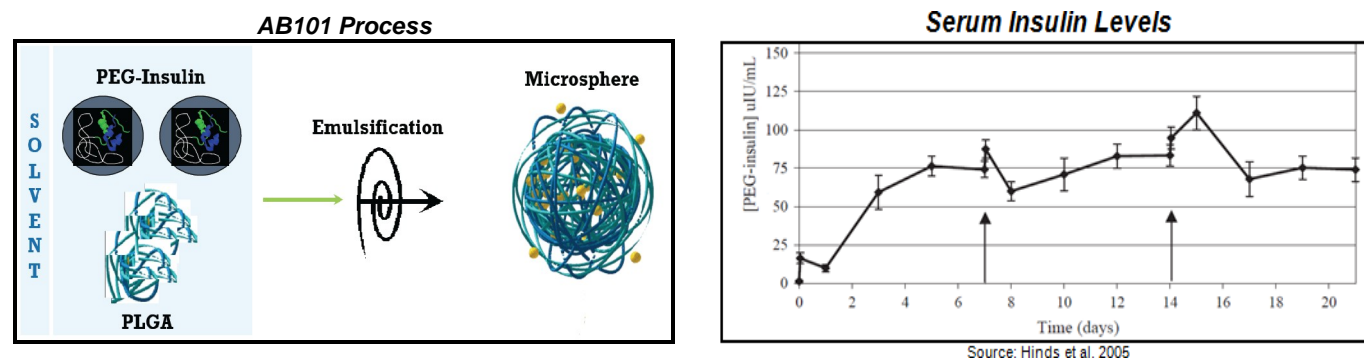 AB101 Process
SOLVENT
PEG-Insulin
PLGA
Emulsification
Microsphere
Serum Insulin Levels
[PEG-insulin] uIU/mL
150
125
100
75
50
25
0
0 2 4 6 8 10 12 14 16 18 20
Time (days)
Source: Hinds et al. 2005